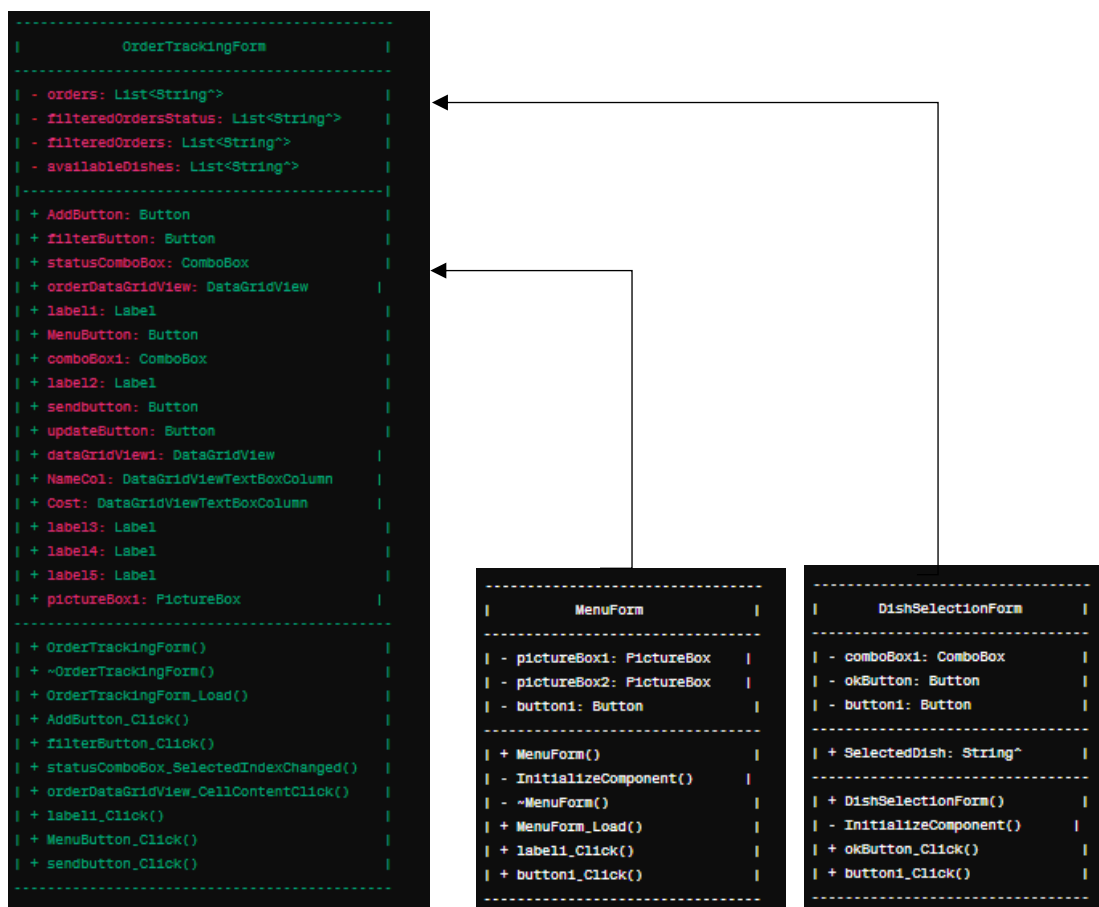 OrderTrackingForm
- orders: List<String^>
- filteredOrdersStatus: List<String^>
- filteredOrders: List<String^>
- availableDishes: List<String^>
+ AddButton: Button
+ filterButton: Button
+ statusComboBox: ComboBox
+ orderDataGridView: DataGridView
+ label1: Label
+ MenuButton: Button
+ comboBox1: ComboBox
+ label2: Label
+ sendbutton: Button
+ updateButton: Button
+ dataGridView1: DataGridView
+ NameCol: DataGridViewTextBoxColumn
+ Cost: DataGridViewTextBoxColumn
+ label3: Label
+ label4: Label
+ label5: Label
+ pictureBox1: PictureBox
+ OrderTrackingForm()
+ ~OrderTrackingForm()
+ OrderTrackingForm_Load()
+ AddButton_Click()
+ filterButton_Click()
+ statusComboBox_SelectedIndexChanged()
+ orderDataGridView_CellContentClick()
+ label1_Click()
+ MenuButton_Click()
+ sendbutton_Click()
MenuForm
- pictureBox1: PictureBox
- pictureBox2: PictureBox
- button1: Button
+ MenuForm()
- InitializeComponent()
- ~MenuForm()
+ MenuForm_Load()
+ label1_Click()
+ button1_Click()
DishSelectionForm
- comboBox1: ComboBox
- okButton: Button
- button1: Button
+ SelectedDish: String^
+ DishSelectionForm()
- InitializeComponent()
+ okButton_Click()
+ button1_Click()